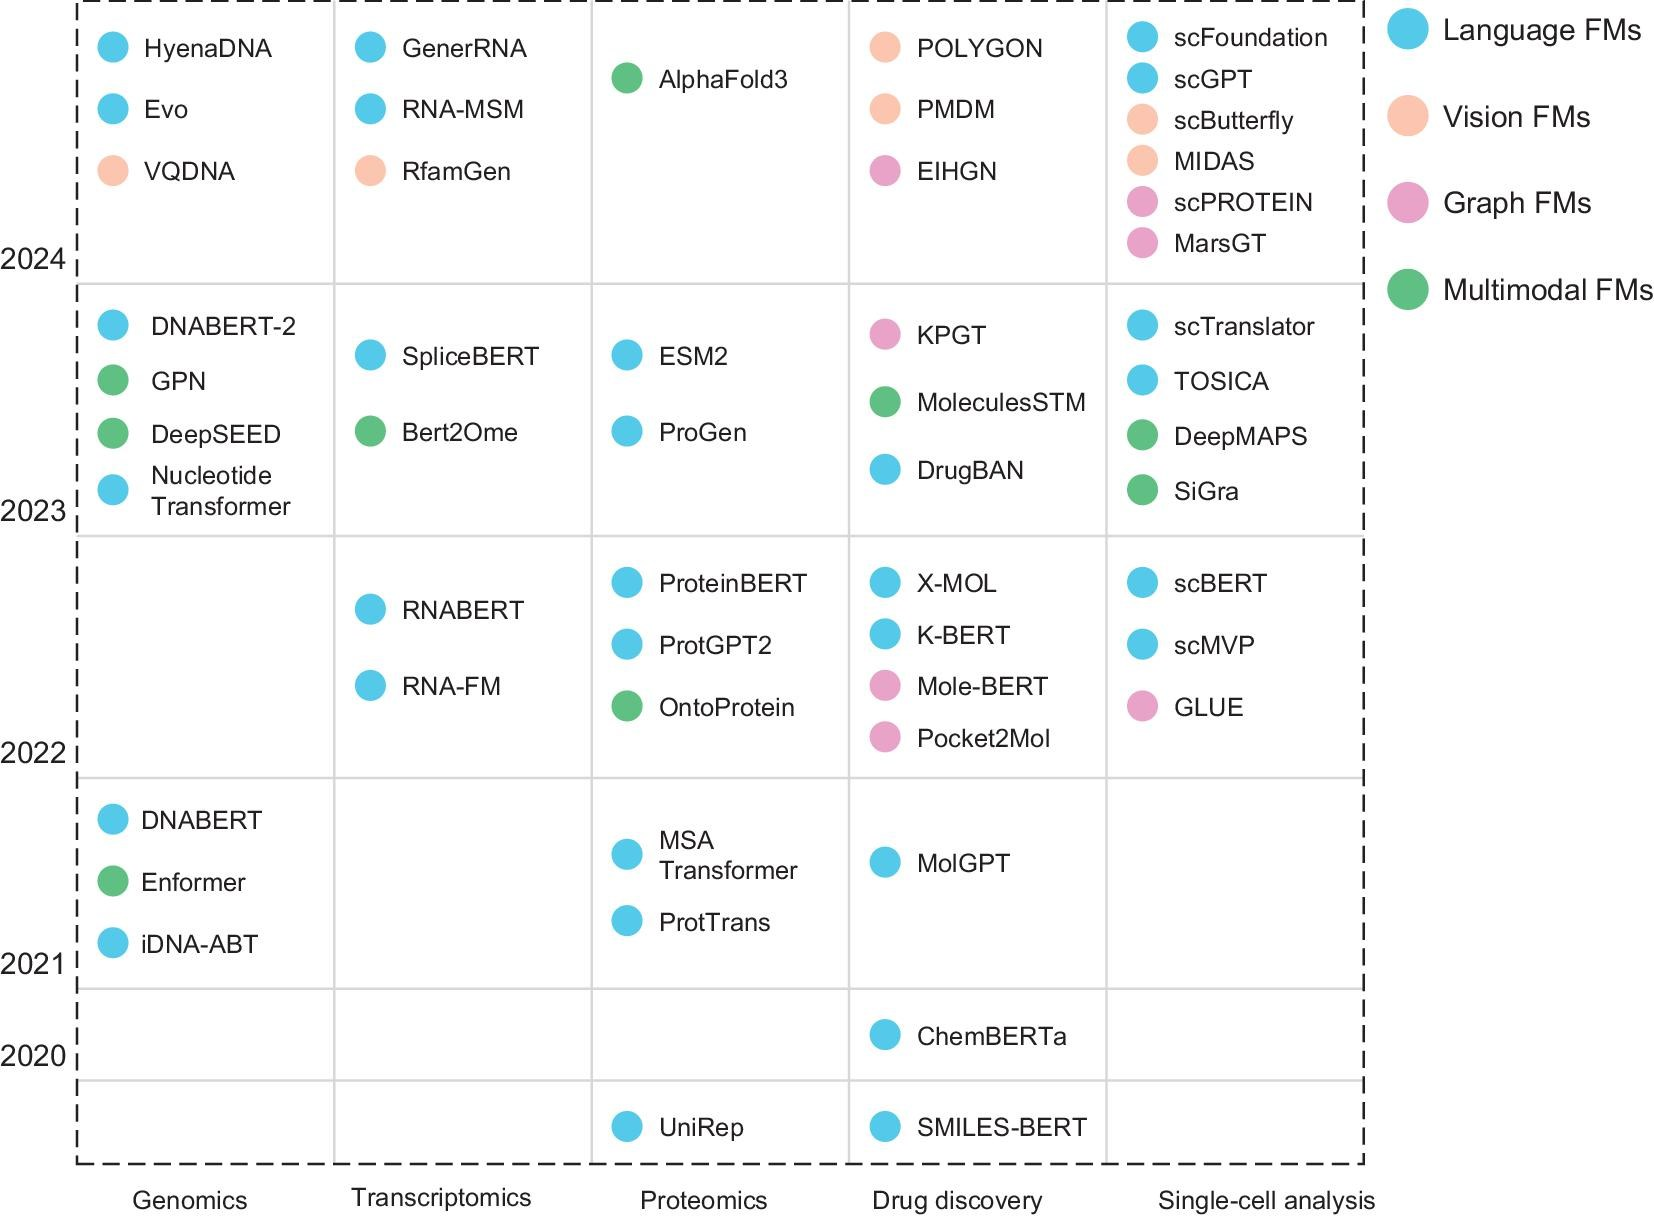 HyenaDNA
Evo
VQDNA
GenerRNA
RNA-MSM
RfamGen
AlphaFold3
POLYGON
PMDM
EIHGN
scFoundation
scGPT
scButterfly
MIDAS
scPROTEIN
MarsGT
2024
DNABERT-2
GPN
DeepSEED
Nucleotide
Transformer
SpliceBERT
Bert2Ome
ESM2
ProGen
KPGT
MoleculesSTM
DrugBAN
scTranslator
TOSICA
DeepMAPS
SiGra
2023
RNABERT
RNA-FM
ProteinBERT
ProtGPT2
OntoProtein
X-MOL
K-BERT
Mole-BERT
Pocket2Mol
scBERT
scMVP
GLUE
2022
DNABERT
Enformer
iDNA-ABT
MSA
Transformer
ProtTrans
MolGPT
2021
ChemBERTa
2020
UniRep
SMILES-BERT
Genomics
Transcriptomics
Proteomics
Drug discovery
Single-cell analysis
Language FMs
Vision FMs
Graph FMs
Multimodal FMs